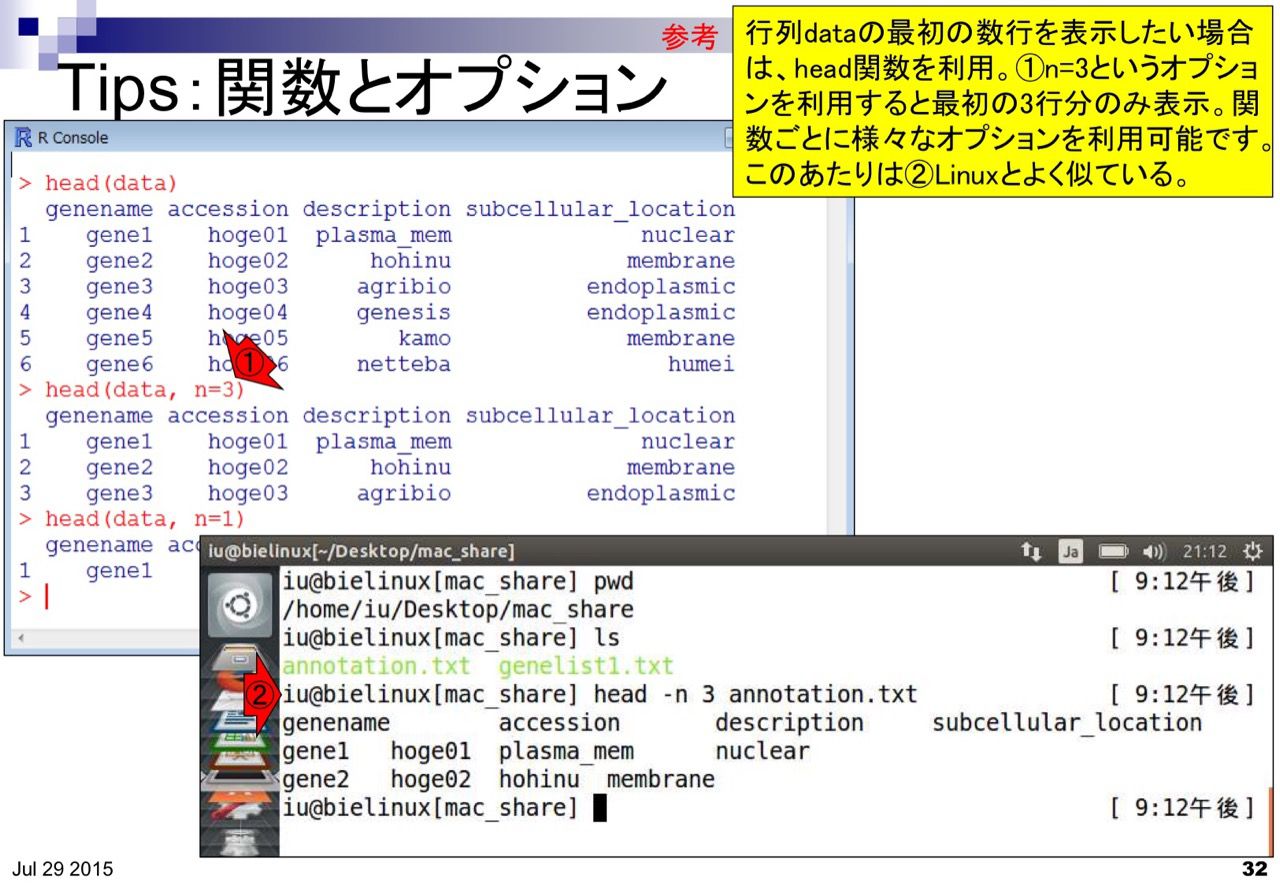 参考
Tips：関数とオプション
行列dataの最初の数行を表示したい場合
は、head関数を利用。①n=3というオプショ
ンを利用すると最初の3行分のみ表示。関
数ごとに様々なオプションを利用可能です。
このあたりは②Linuxとよく似ている。
R Console
> head(data)
genename accession description subcellular_location
1 gene1 hoge01 plasma_mem nuclear
2 gene2 hoge02 hohinu membrane
3 gene3 hoge03 agribio endoplasmic
4 gene4 hoge04 genesis endoplasmic
5 gene5 hoge05 kamo membrane
6 gene6 6 netteba humei
①
> head(data, n=3)
genename accession description subcellular_location
1 gene1 hoge01 plasma_mem nuclear
2 gene2 hoge02 hohinu membrane
3 gene3 hoge03 agribio endoplasmic
> head(data, n=1)
genename
1 gene1
>
iu@bielinux[~/Desktop/mac_share] Ja 21:12
iu@bielinux[mac_share] pwd [ 9:12午後]
/home/iu/Desktop/mac_share
iu@bielinux[mac_share] ls [ 9:12午後]
annotation.txt genelist1.txt
②
iu@bielinux[mac_share] head -n 3 annotation.txt [ 9:12午後]
genename accession description subcellular_location
gene1 hoge01 plasma_mem nuclear
gene2 hoge02 hohinu membrane
iu@bielinux[mac_share] [ 9:12午後]
Jul 29 2015
32